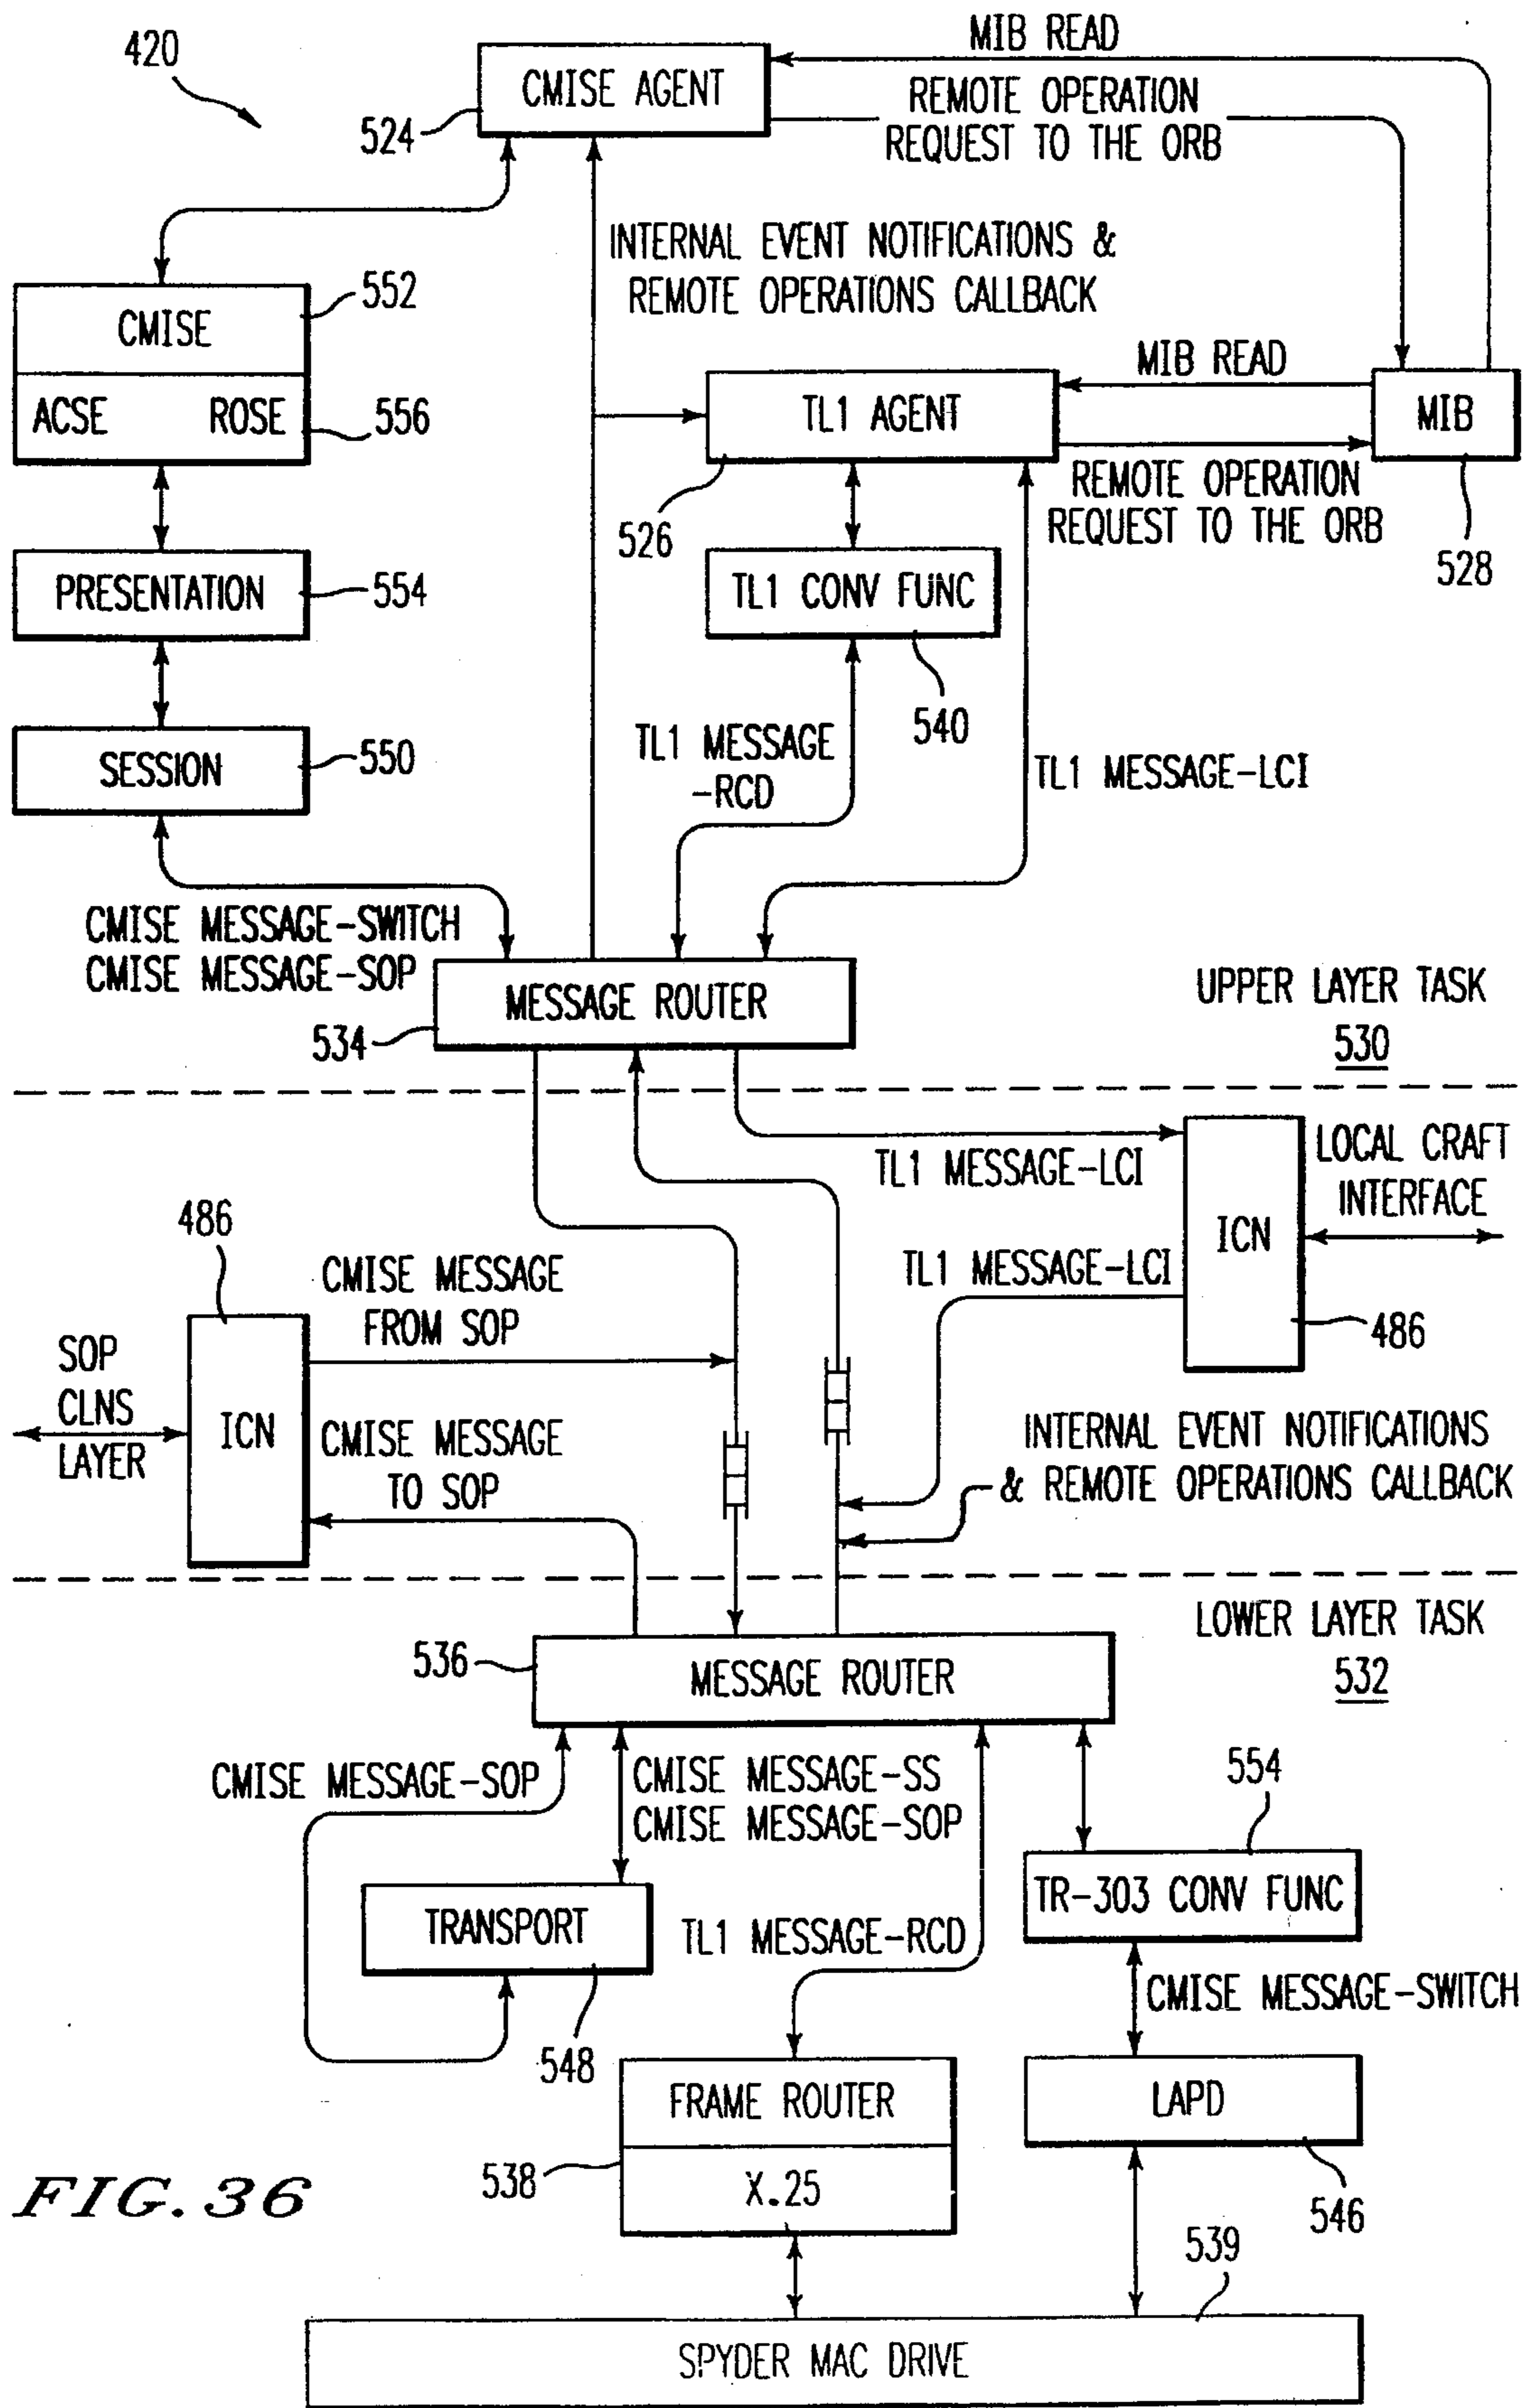 420
MIB READ
CMISE AGENT
524
REMOTE OPERATION
REQUEST TO THE ORB
INTERNAL EVENT NOTIFICATIONS &
REMOTE OPERATIONS CALLBACK
552
CMISE
ACSE ROSE
556
MIB READ
TL1 AGENT
MIB
526
REMOTE OPERATION
REQUEST TO THE ORB
528
PRESENTATION
554
TL1 CONV FUNC
540
SESSION
550
TL1 MESSAGE
-RCD
TL1 MESSAGE-LCI
CMISE MESSAGE-SWITCH
CMISE MESSAGE-SOP
MESSAGE ROUTER
534
UPPER LAYER TASK
530
TL1 MESSAGE-LCI
LOCAL CRAFT
INTERFACE
ICN
486
TL1 MESSAGE-LCI
486
CMISE MESSAGE
FROM SOP
SOP
CLNS
LAYER
ICN
CMISE MESSAGE
TO SOP
INTERNAL EVENT NOTIFICATIONS
& REMOTE OPERATIONS CALLBACK
LOWER LAYER TASK
532
536
MESSAGE ROUTER
CMISE MESSAGE-SOP
CMISE MESSAGE-SS
CMISE MESSAGE-SOP
554
TR-303 CONV FUNC
TRANSPORT
548
TL1 MESSAGE-RCD
CMISE MESSAGE-SWITCH
FRAME ROUTER
X.25
538
LAPD
546
539
SPYDER MAC DRIVE
FIG. 36